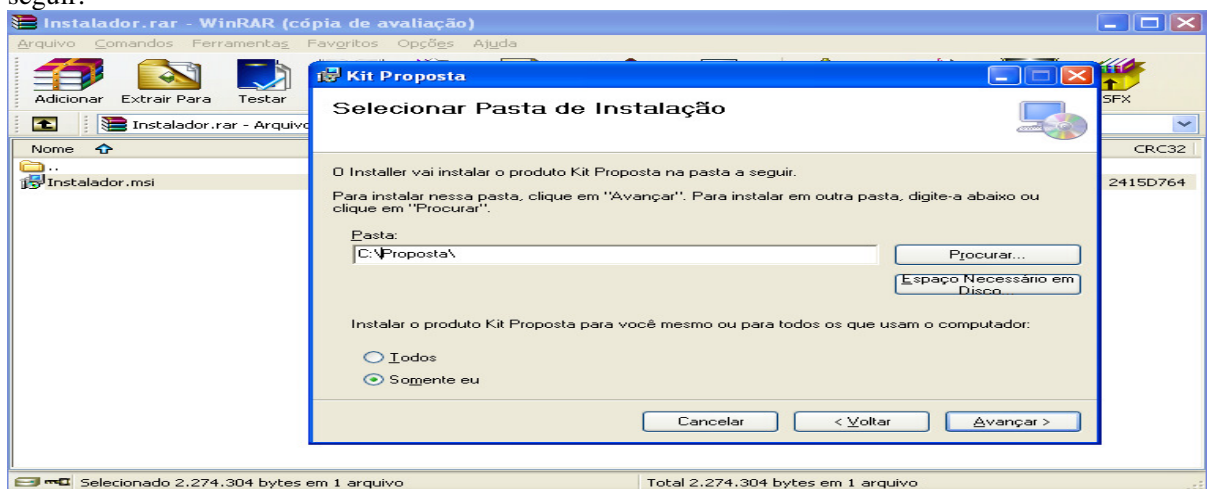 seguir:
Instalador.rar - WinRAR (cópia de avaliação)
Arquivo Comandos Ferramentas Favoritos Opções Ajuda
Kit Proposta
Adicionar Extrair Para Testar SFX
Selecionar Pasta de Instalação
Instalador.rar - Arquivo
Nome CRC32
..
Instalador.msi 2415D764
O Installer vai instalar o produto Kit Proposta na pasta a seguir.
Para instalar nessa pasta, clique em "Avançar". Para instalar em outra pasta, digite-a abaixo ou
clique em "Procurar".
Pasta:
C:\Proposta\
Procurar...
Espaço Necessário em
Disco...
Instalar o produto Kit Proposta para você mesmo ou para todos os que usam o computador:
Todos
Somente eu
Cancelar < Voltar Avançar >
Selecionado 2.274.304 bytes em 1 arquivo Total 2.274.304 bytes em 1 arquivo